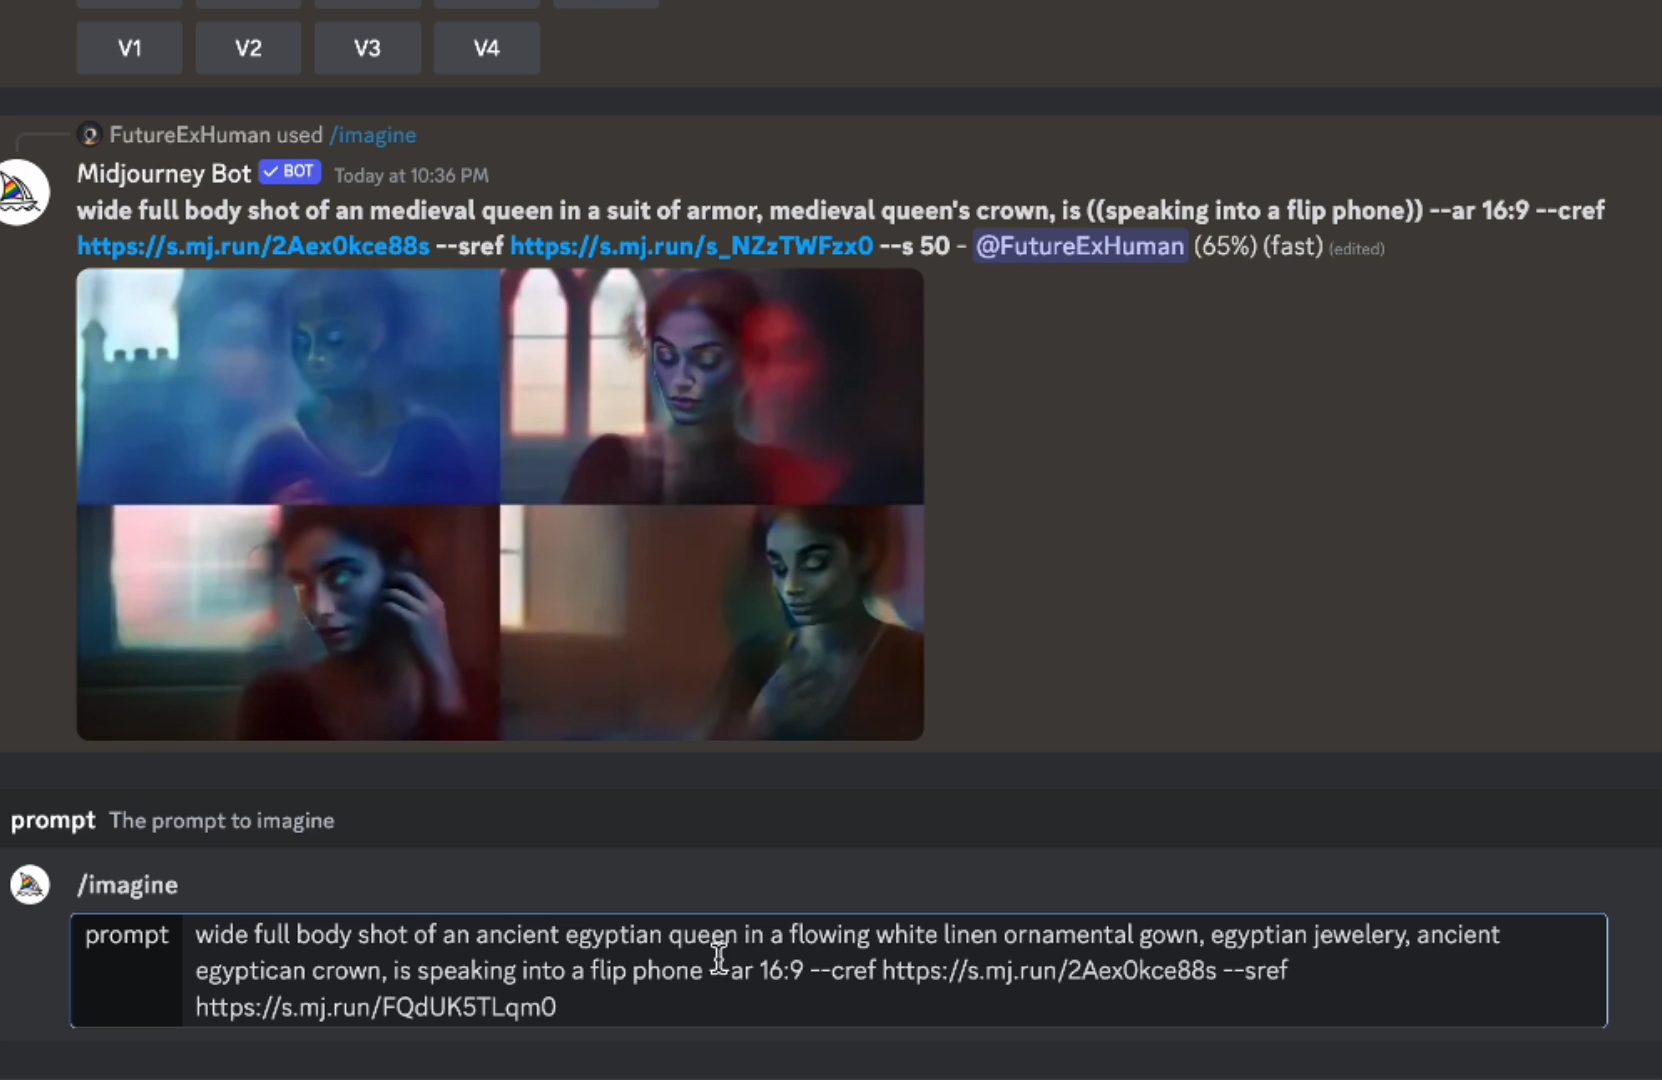 V1 V2 V3 V4
FutureExHuman used /imagine
Midjourney Bot ✓ BOT Today at 10:36 PM
wide full body shot of an medieval queen in a suit of armor, medieval queen's crown, is ((speaking into a flip phone)) --ar 16:9 --cref
https://s.mj.run/2Aex0kce88s --sref https://s.mj.run/s_NZzTWFzx0 --s 50 - @FutureExHuman (65%) (fast) (edited)
prompt The prompt to imagine
/imagine
prompt wide full body shot of an ancient egyptian queen in a flowing white linen ornamental gown, egyptian jewelery, ancient
egyptican crown, is speaking into a flip phone --ar 16:9 --cref https://s.mj.run/2Aex0kce88s --sref
https://s.mj.run/FQdUK5TLqm0